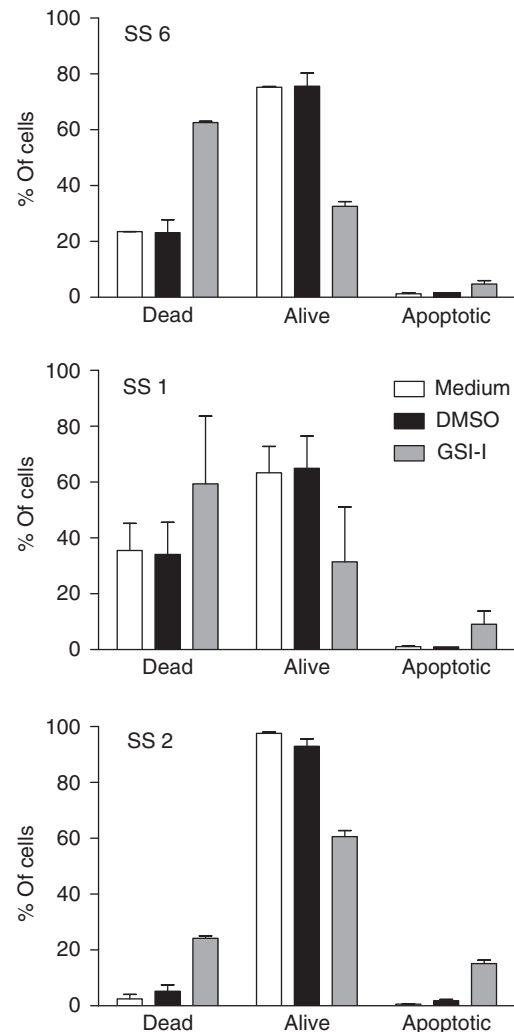 SS 6
% Of cells
100
80
60
40
20
0
Dead Alive Apoptotic
SS 1
% Of cells
100
80
60
40
20
0
Medium
DMSO
GSI-I
Dead Alive Apoptotic
SS 2
% Of cells
100
80
60
40
20
0
Dead Alive Apoptotic